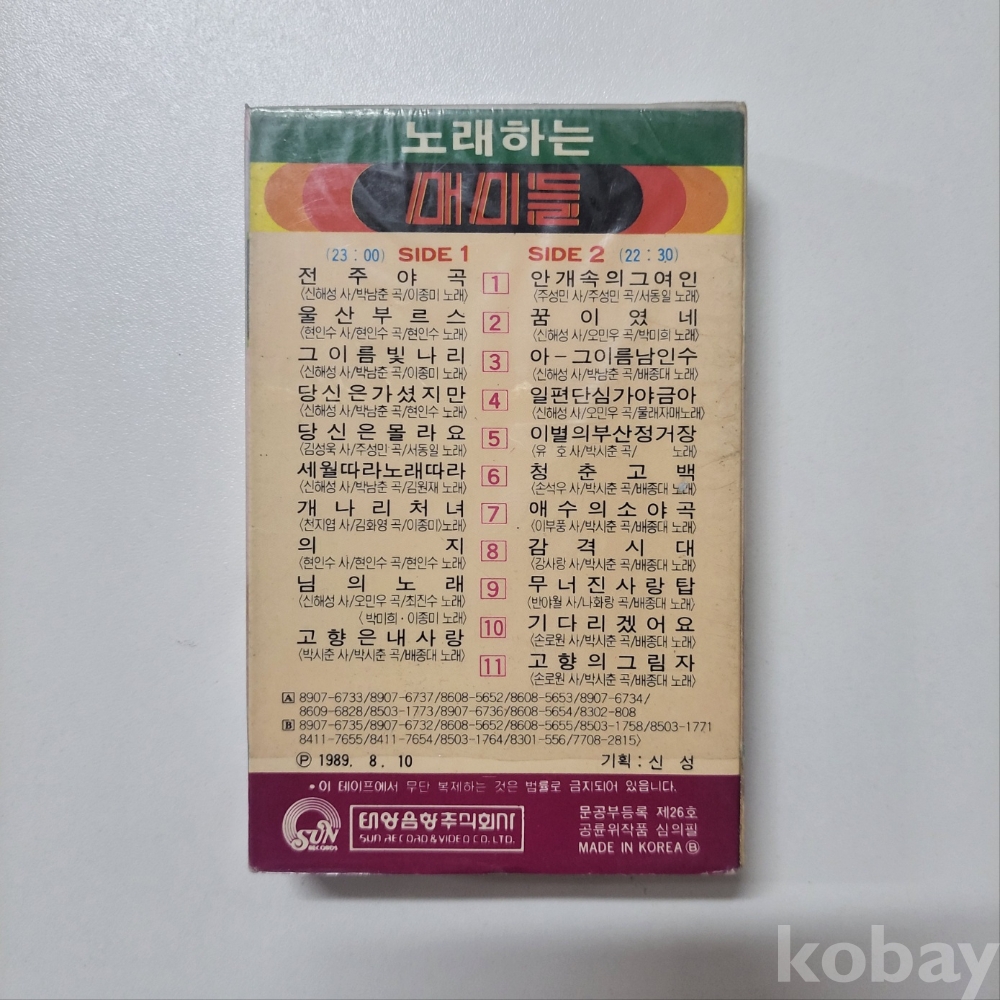 노래하는
매미들
(23 : 00) SIDE 1
전주야곡
〈신해성 사/박남춘 곡/이종미 노래〉
울산부르스
〈현인수 사/현인수 곡/현인수 노래〉
그이름빛나리
〈신해성 사/박남춘 곡/이종미 노래〉
당신은가셨지만
〈신해성 사/박남춘 곡/현인수 노래〉
당신은몰라요
〈김성욱 사/주성민 곡/서동일 노래〉
세월따라노래따라
〈신해성 사/박남춘 곡/김원재 노래〉
개나리처녀
〈천지엽 사/김화영 곡/이종미〉노래〉
의지
〈현인수 사/현인수 곡/현인수 노래〉
님의노래
〈신해성 사/오민우 곡/최진수 노래〉
〈박미희·이종미 노래〉
고향은내사랑
〈박시춘 사/박시춘 곡/배종대 노래〉
1
2
3
4
5
6
7
8
9
10
11
SIDE 2 (22 : 30)
안개속의그여인
〈주성민 사/주성민 곡/서동일 노래〉
꿈이였네
〈신해성 사/오민우 곡/박미희 노래〉
아-그이름남인수
〈신해성 사/박남춘 곡/배종대 노래〉
일편단심가야금아
〈신해성 사/오민우 곡/물래자매노래〉
이별의부산정거장
〈유 호 사/박시춘 곡/ 노래〉
청춘고백
〈손석우 사/박시춘 곡/배종대 노래〉
애수의소야곡
〈이부풍 사/박시춘 곡/배종대 노래〉
감격시대
〈강사랑 사/박시춘 곡/배종대 노래〉
무너진사랑탑
〈반야월 사/나화랑 곡/배종대 노래〉
기다리겠어요
〈손로원 사/박시춘 곡/배종대 노래〉
고향의그림자
〈손로원 사/박시춘 곡/배종대 노래〉
A 8907-6733/8907-6737/8608-5652/8608-5653/8907-6734/
8609-6828/8503-1773/8907-6736/8608-5654/8302-808
B 8907-6735/8907-6732/8608-5652/8608-5655/8503-1758/8503-1771
8411-7655/8411-7654/8503-1764/8301-556/7708-2815〉
Ⓟ 1989. 8. 10 기획 : 신 성
• 이 테이프에서 무단 복제하는 것은 법률로 금지되어 있읍니다.
SUN
RECORDS
태양음향주식회사
SUN RECORD & VIDEO CO. LTD.
문공부등록 제26호
공륜위작품 심의필
MADE IN KOREA Ⓑ
kobay